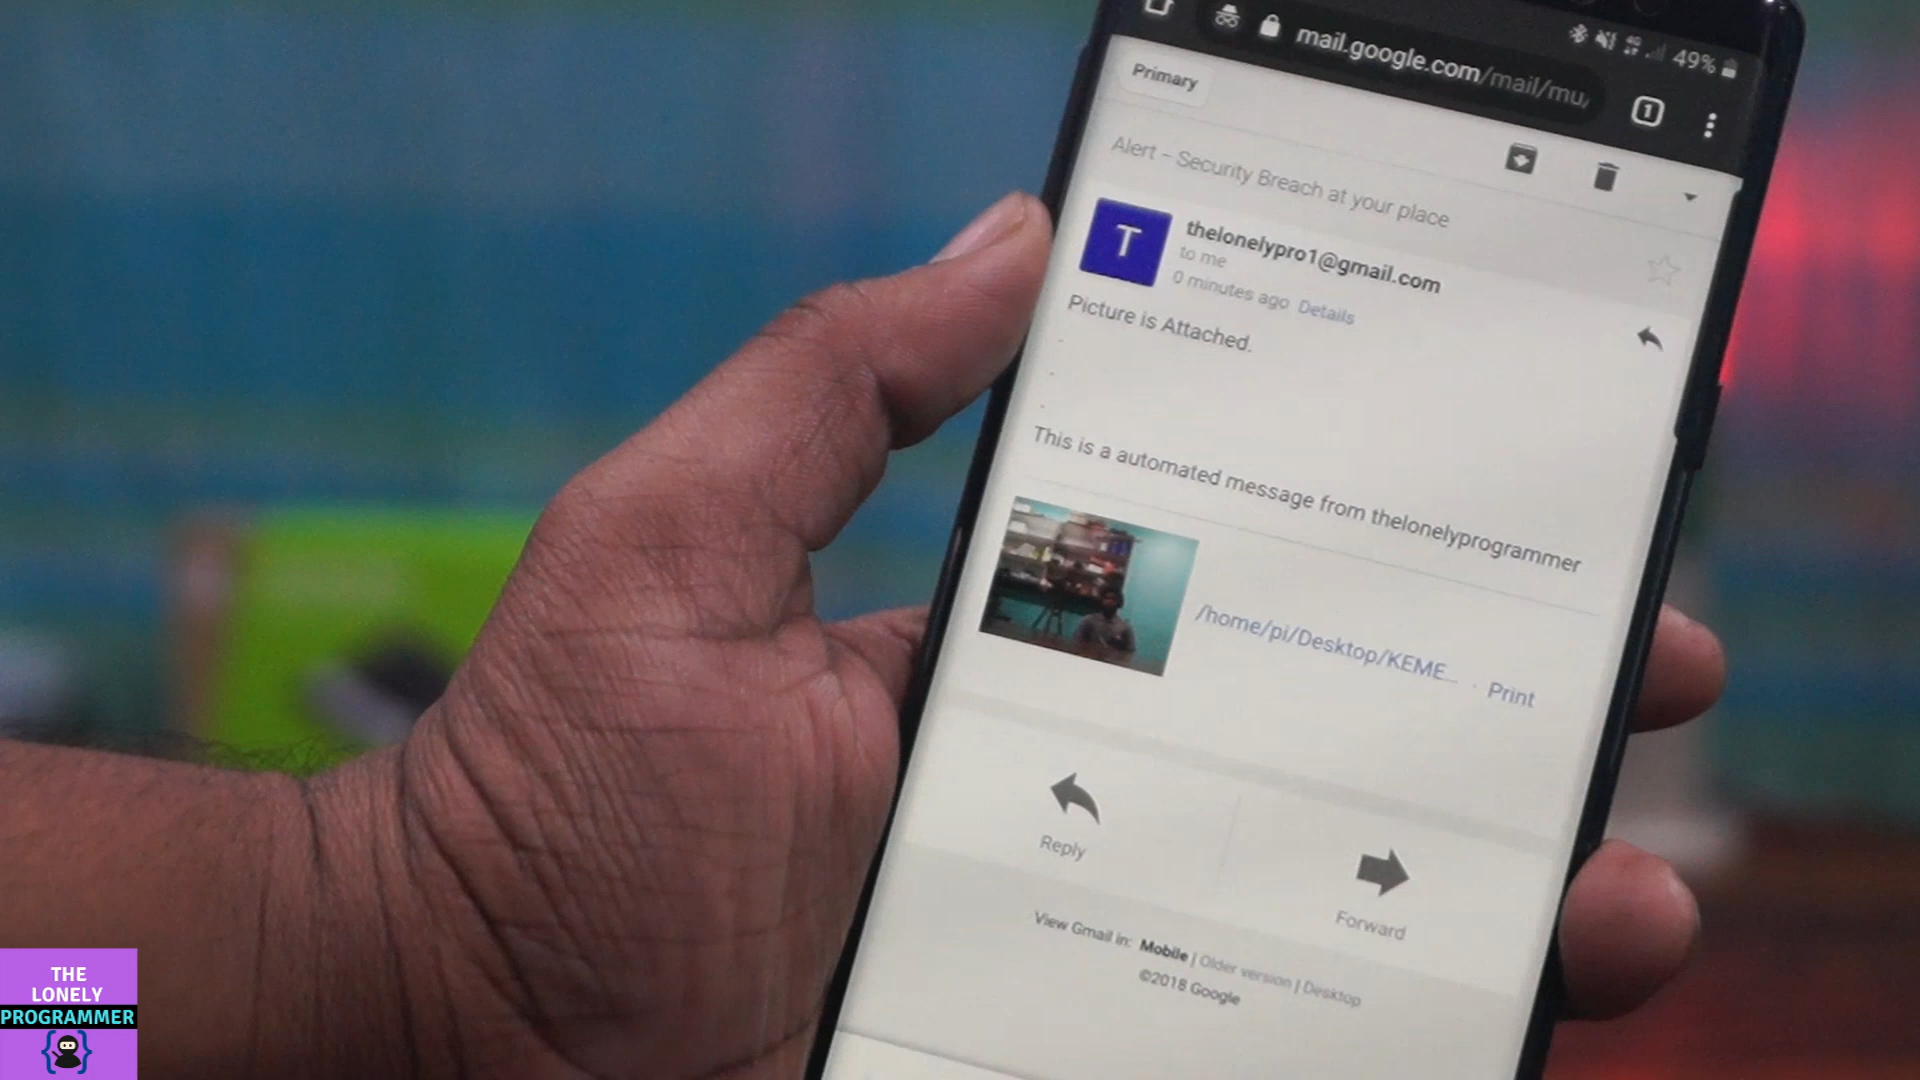 mail.google.com/mail/mu/
49%
1
Primary
Alert - Security Breach at your place
T
thelonelypro1@gmail.com
to me
0 minutes ago Details
Picture is Attached.
.
.
.
This is a automated message from thelonelyprogrammer
/home/pi/Desktop/KEME... · Print
Reply
Forward
View Gmail in: Mobile | Older version | Desktop
©2018 Google
THE
LONELY
PROGRAMMER